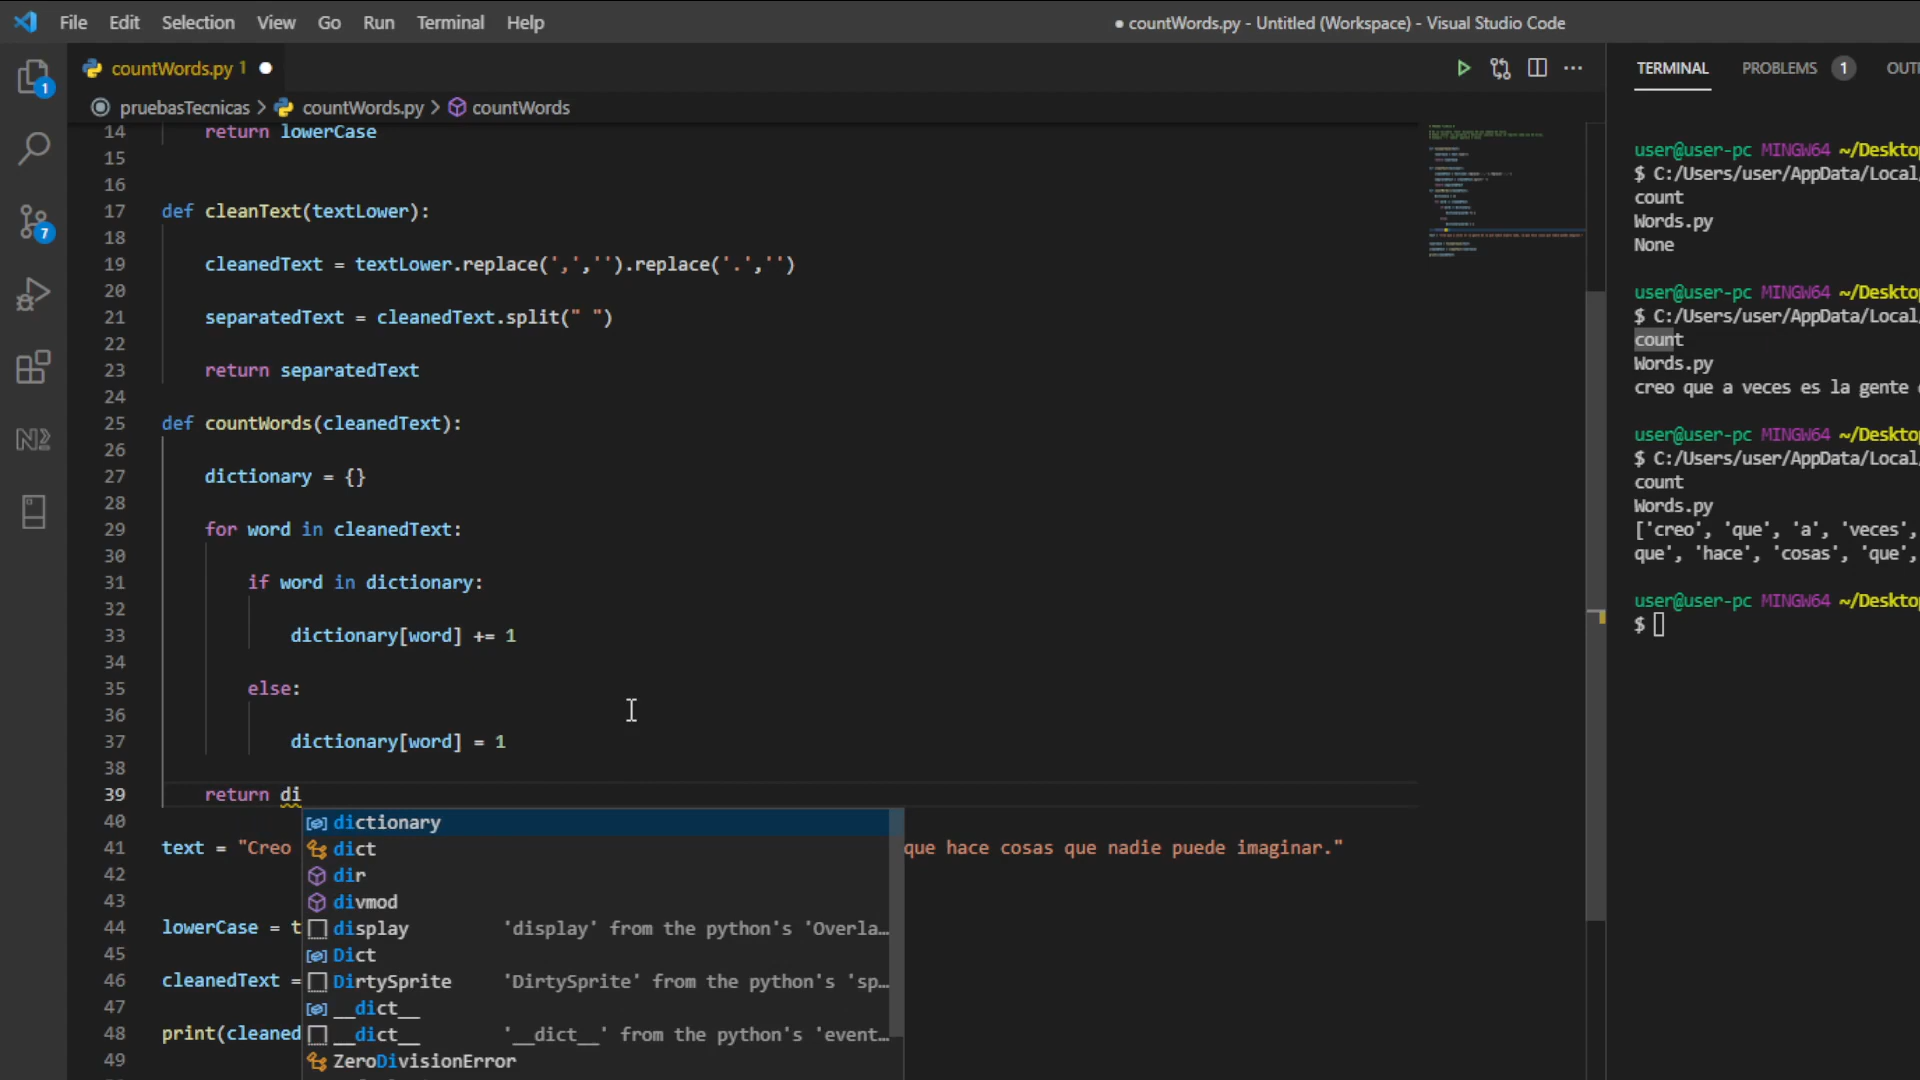 File Edit Selection View Go Run Terminal Help
● countWords.py - Untitled (Workspace) - Visual Studio Code
1
7
countWords.py 1
pruebasTecnicas > countWords.py > countWords
14 return lowerCase
15
16
17 def cleanText(textLower):
18
19 cleanedText = textLower.replace(',','').replace('.','')
20
21 separatedText = cleanedText.split(" ")
22
23 return separatedText
24
25 def countWords(cleanedText):
26
27 dictionary = {}
28
29 for word in cleanedText:
30
31 if word in dictionary:
32
33 dictionary[word] += 1
34
35 else:
36
37 dictionary[word] = 1
38
39 return di
40
41 text = "Creo que hace cosas que nadie puede imaginar."
42
43
44 lowerCase = t
45
46 cleanedText =
47
48 print(cleaned
49
dictionary
dict
dir
divmod
display 'display' from the python's 'Overla…
Dict
DirtySprite 'DirtySprite' from the python's 'sp…
__dict__
__dict__ '__dict__' from the python's 'event…
ZeroDivisionError
TERMINAL PROBLEMS 1 OUT
user@user-pc MINGW64 ~/Desktop
$ C:/Users/user/AppData/Local/
count
Words.py
None
user@user-pc MINGW64 ~/Desktop
$ C:/Users/user/AppData/Local/
count
Words.py
creo que a veces es la gente
user@user-pc MINGW64 ~/Desktop
$ C:/Users/user/AppData/Local/
count
Words.py
['creo', 'que', 'a', 'veces',
que', 'hace', 'cosas', 'que',
user@user-pc MINGW64 ~/Desktop
$